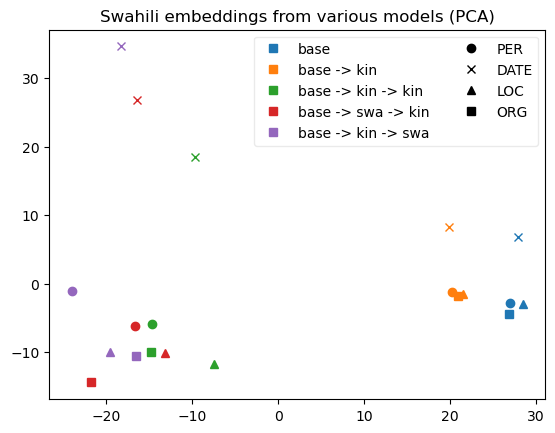 Swahili embeddings from various models (PCA)
base
base -> kin
base -> kin -> kin
base -> swa -> kin
base -> kin -> swa
PER
DATE
LOC
ORG
30
20
10
0
−10
−20
−10
0
10
20
30